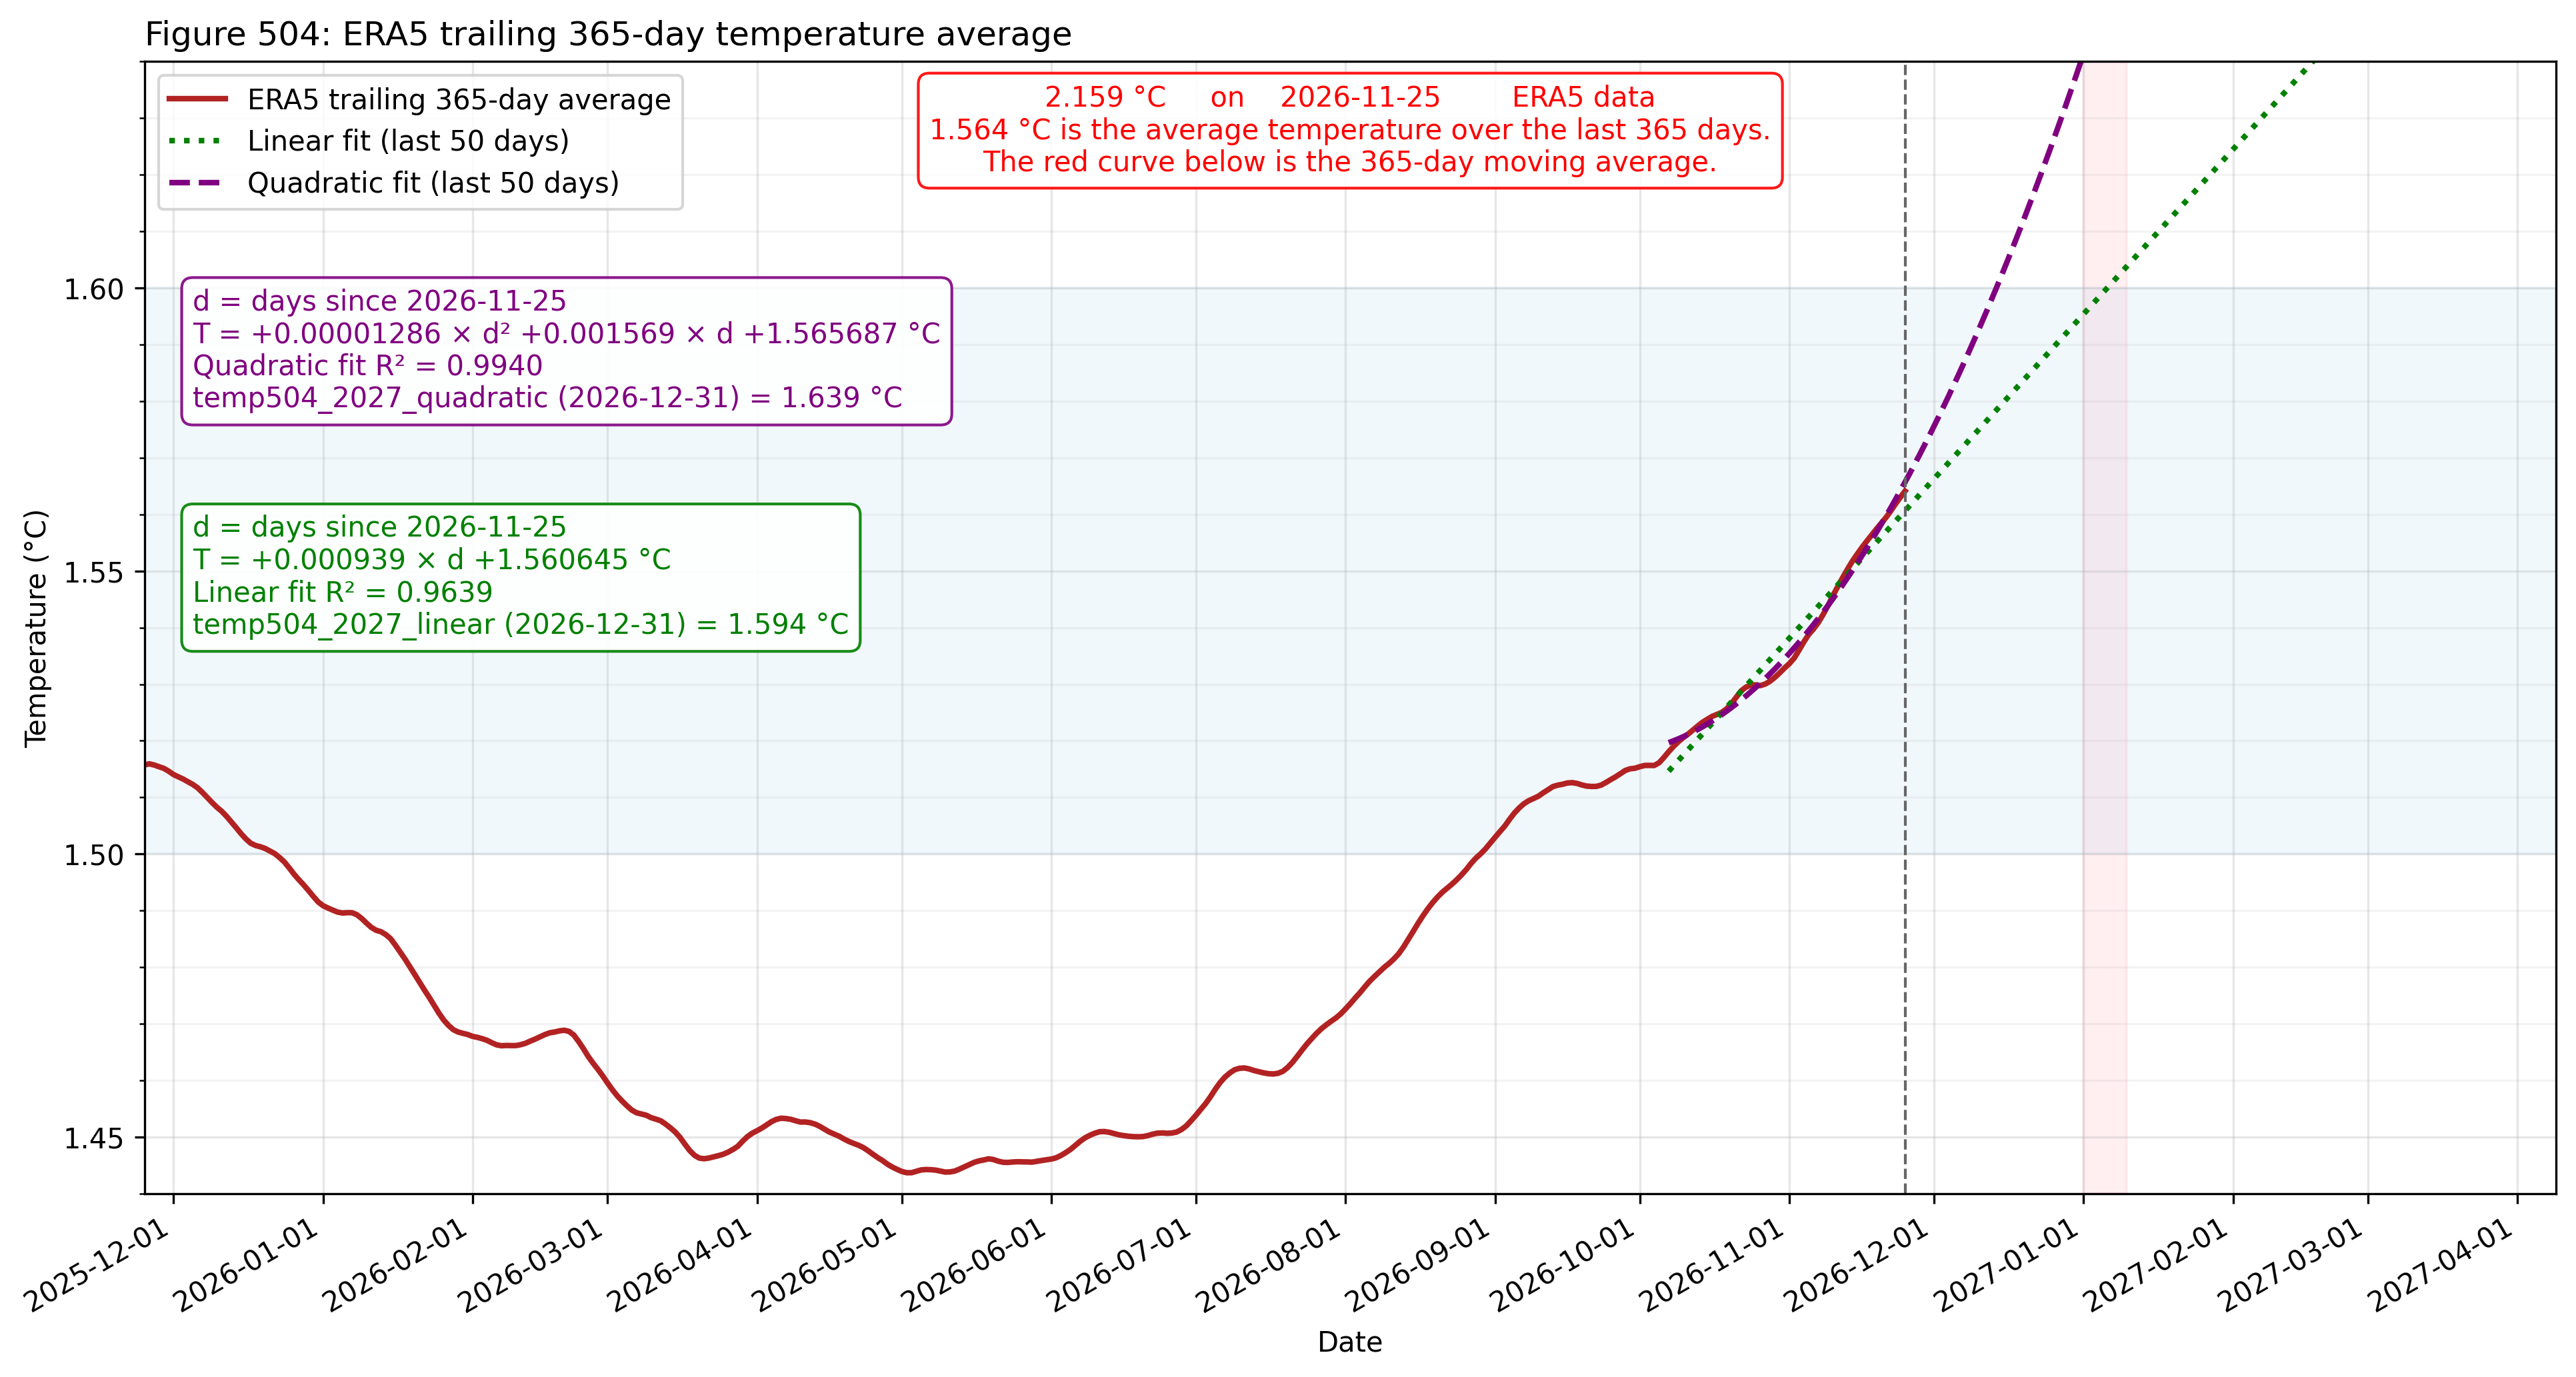 Figure 504: ERA5 trailing 365-day temperature average
ERA5 trailing 365-day average
Linear fit (last 50 days)
Quadratic fit (last 50 days)
2.159 °C on 2026-11-25 ERA5 data
1.564 °C is the average temperature over the last 365 days.
The red curve below is the 365-day moving average.
d = days since 2026-11-25
T = +0.00001286 × d² +0.001569 × d +1.565687 °C
Quadratic fit R² = 0.9940
temp504_2027_quadratic (2026-12-31) = 1.639 °C
d = days since 2026-11-25
T = +0.000939 × d +1.560645 °C
Linear fit R² = 0.9639
temp504_2027_linear (2026-12-31) = 1.594 °C
Temperature (°C)
1.60
1.55
1.50
1.45
2025-12-01
2026-01-01
2026-02-01
2026-03-01
2026-04-01
2026-05-01
2026-06-01
2026-07-01
2026-08-01
2026-09-01
2026-10-01
2026-11-01
2026-12-01
2027-01-01
2027-02-01
2027-03-01
2027-04-01
Date